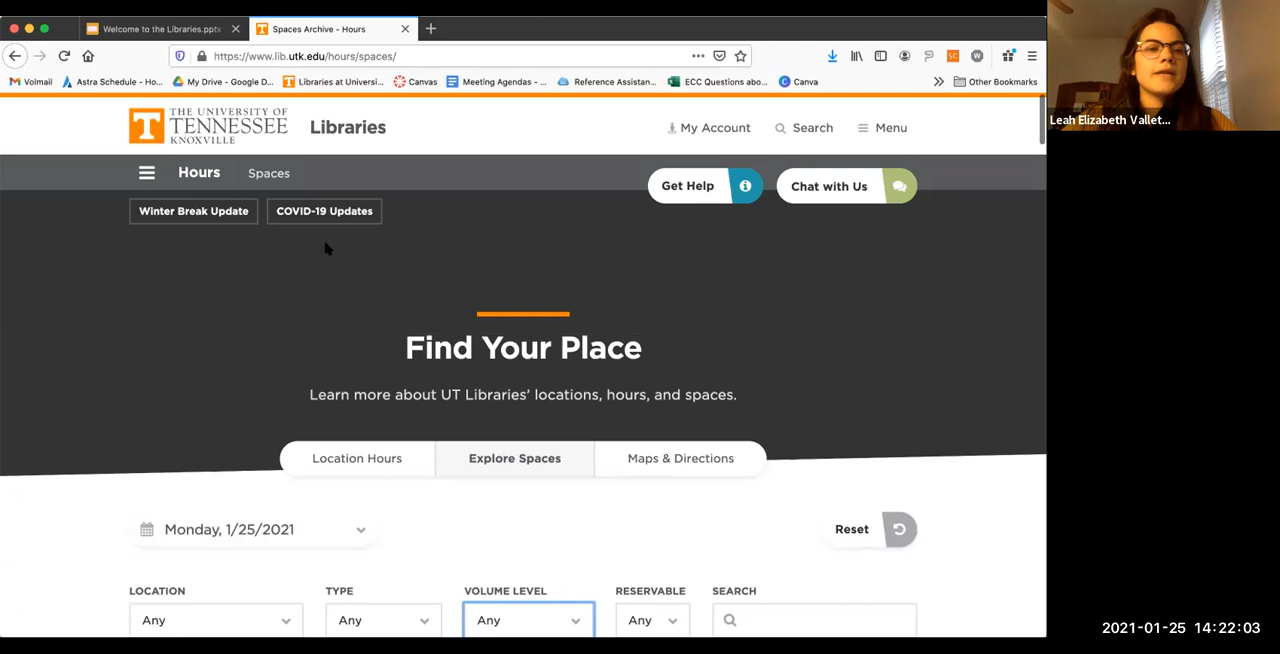 Welcome to the Libraries.pptx
Spaces Archive - Hours
https://www.lib.utk.edu/hours/spaces/
Volmail
Astra Schedule - Ho...
My Drive - Google D...
Libraries at Universi...
Canvas
Meeting Agendas - ...
Reference Assistan...
ECC Questions abo...
Canva
Other Bookmarks
THE UNIVERSITY OF
TENNESSEE
KNOXVILLE
Libraries
My Account
Search
Menu
Hours
Spaces
Get Help
Chat with Us
Winter Break Update
COVID-19 Updates
Find Your Place
Learn more about UT Libraries' locations, hours, and spaces.
Location Hours
Explore Spaces
Maps & Directions
Monday, 1/25/2021
Reset
LOCATION
TYPE
VOLUME LEVEL
RESERVABLE
SEARCH
Any
Any
Any
Any
Leah Elizabeth Vallet...
2021-01-25 14:22:03